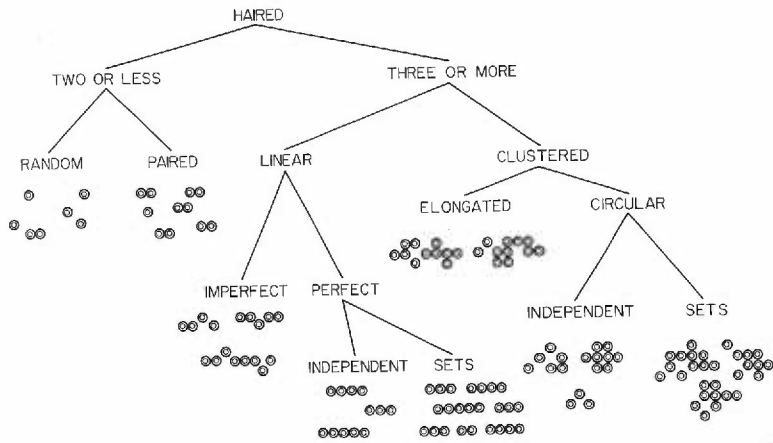 HAIRED
TWO OR LESS
THREE OR MORE
RANDOM
PAIRED
LINEAR
CLUSTERED
ELONGATED
CIRCULAR
IMPERFECT
PERFECT
INDEPENDENT
SETS
INDEPENDENT
SETS